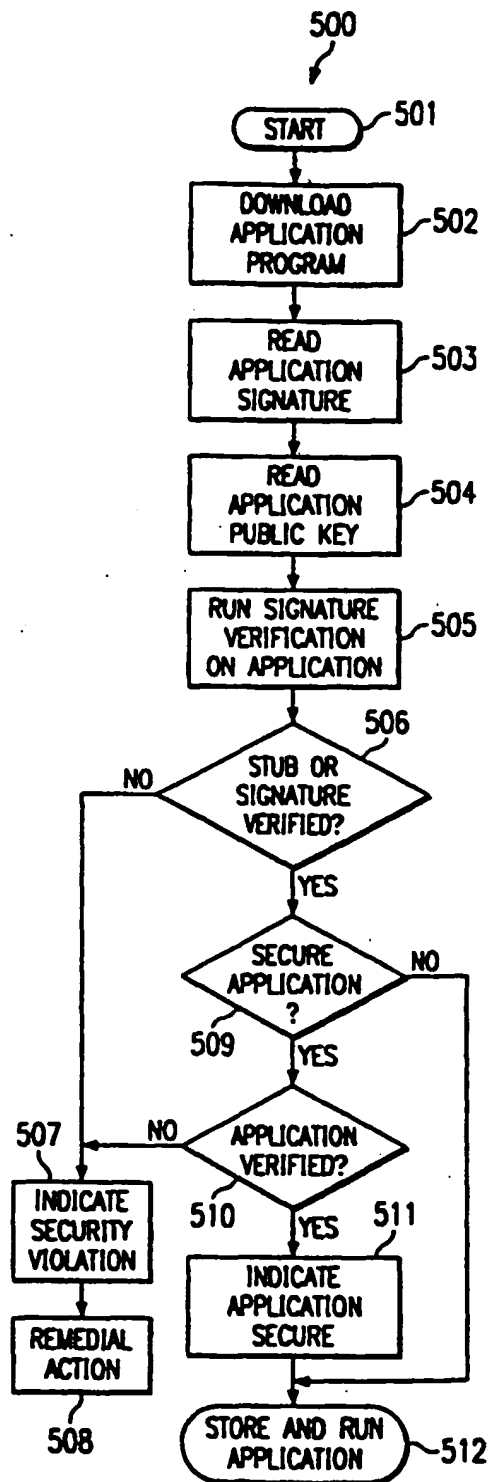 500
START
501
DOWNLOAD
APPLICATION
PROGRAM
502
READ
APPLICATION
SIGNATURE
503
READ
APPLICATION
PUBLIC KEY
504
RUN SIGNATURE
VERIFICATION
ON APPLICATION
505
506
NO
STUB OR
SIGNATURE
VERIFIED?
YES
SECURE
APPLICATION
?
NO
509
YES
507
NO
APPLICATION
VERIFIED?
510
YES
511
INDICATE
SECURITY
VIOLATION
INDICATE
APPLICATION
SECURE
REMEDIAL
ACTION
508
STORE AND RUN
APPLICATION
512